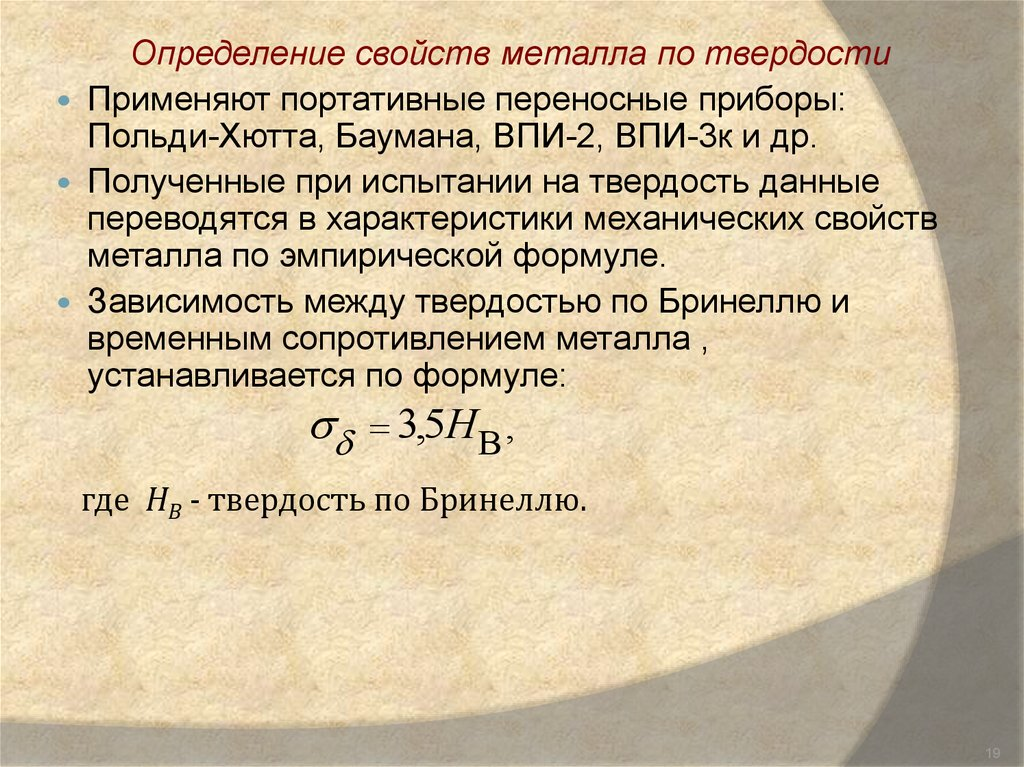 Определение свойств металла по твердости
• Применяют портативные переносные приборы:
Польди-Хютта, Баумана, ВПИ-2, ВПИ-3к и др.
• Полученные при испытании на твердость данные
переводятся в характеристики механических свойств
металла по эмпирической формуле.
• Зависимость между твердостью по Бринеллю и
временным сопротивлением металла ,
устанавливается по формуле:
σδ = 3,5HВ ,
где HВ - твердость по Бринеллю.
19